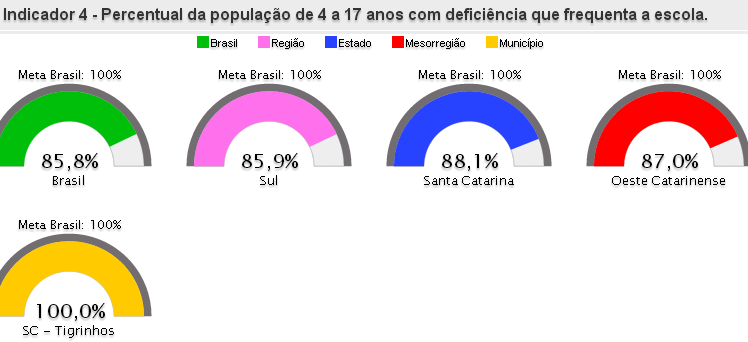 Indicador 4 - Percentual da população de 4 a 17 anos com deficiência que frequenta a escola.
Brasil Região Estado Mesorregião Município
Meta Brasil: 100% Meta Brasil: 100% Meta Brasil: 100% Meta Brasil: 100%
85,8% 85,9% 88,1% 87,0%
Brasil Sul Santa Catarina Oeste Catarinense
Meta Brasil: 100%
100,0%
SC - Tigrinhos